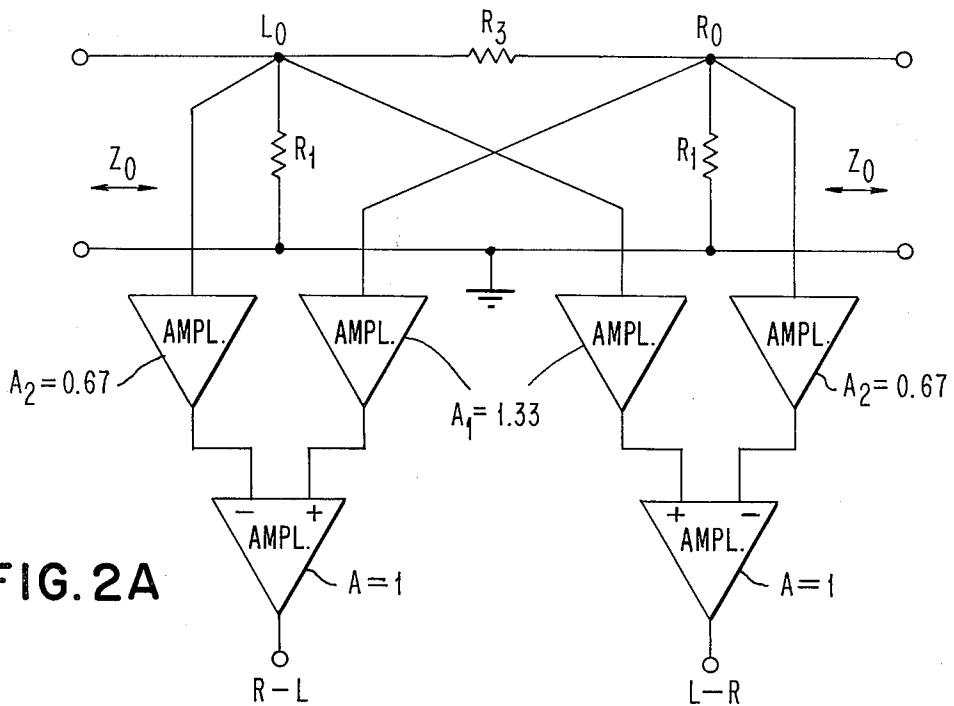 L0 R3 R0
R1 R1
Z0 Z0
AMPL. AMPL. AMPL. AMPL.
A2=0.67 A1=1.33 A2=0.67
− + + −
AMPL. AMPL.
FIG. 2A A=1 A=1
R−L L−R